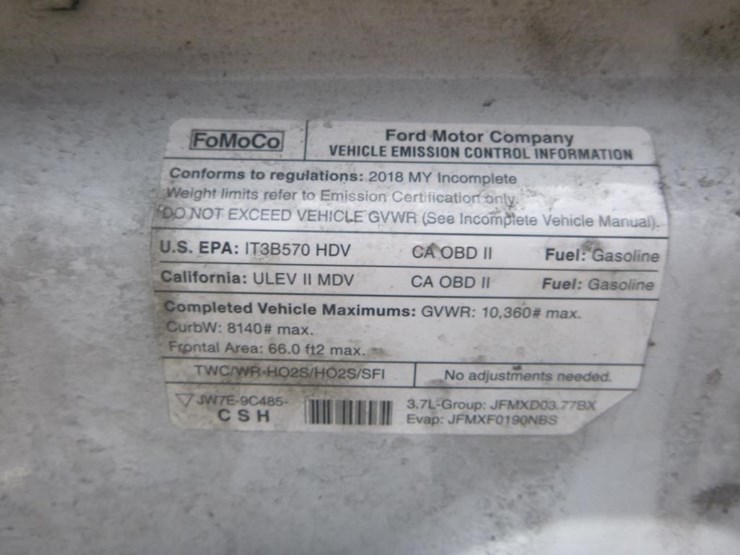 FoMoCo
Ford Motor Company
VEHICLE EMISSION CONTROL INFORMATION
Conforms to regulations: 2018 MY Incomplete
Weight limits refer to Emission Certification only.
*DO NOT EXCEED VEHICLE GVWR (See Incomplete Vehicle Manual).
U.S. EPA: IT3B570 HDV CA OBD II Fuel: Gasoline
California: ULEV II MDV CA OBD II Fuel: Gasoline
Completed Vehicle Maximums: GVWR: 10,360# max.
CurbW: 8140# max.
Frontal Area: 66.0 ft2 max.
TWC/WR-HO2S/HO2S/SFI No adjustments needed.
JW7E-9C485-
C S H
3.7L-Group: JFMXD03.77BX
Evap: JFMXF0190NBS